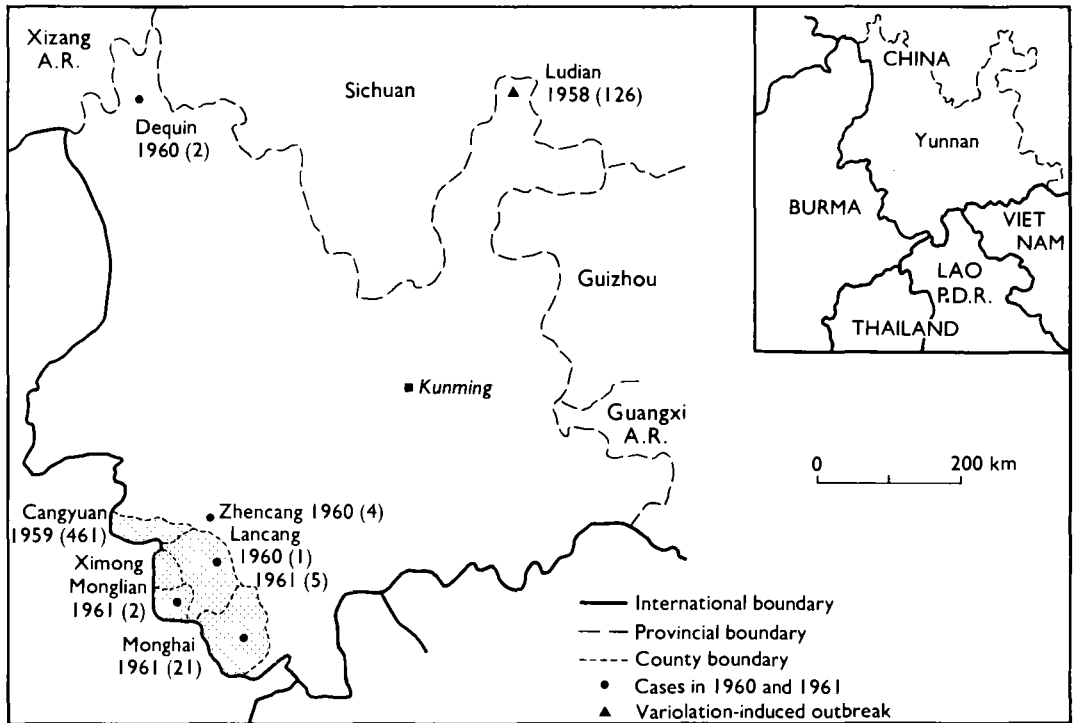 Xizang
A.R.
Sichuan
Ludian
1958 (126)
Dequin
1960 (2)
Guizhou
Kunming
Guangxi
A.R.
Cangyuan
1959 (461)
Zhencang 1960 (4)
Lancang
1960 (1)
1961 (5)
Ximong
Monglian
1961 (2)
Monghai
1961 (21)
CHINA
Yunnan
BURMA
VIET
NAM
LAO
P.D.R.
THAILAND
0 200 km
International boundary
Provincial boundary
County boundary
Cases in 1960 and 1961
Variolation-induced outbreak